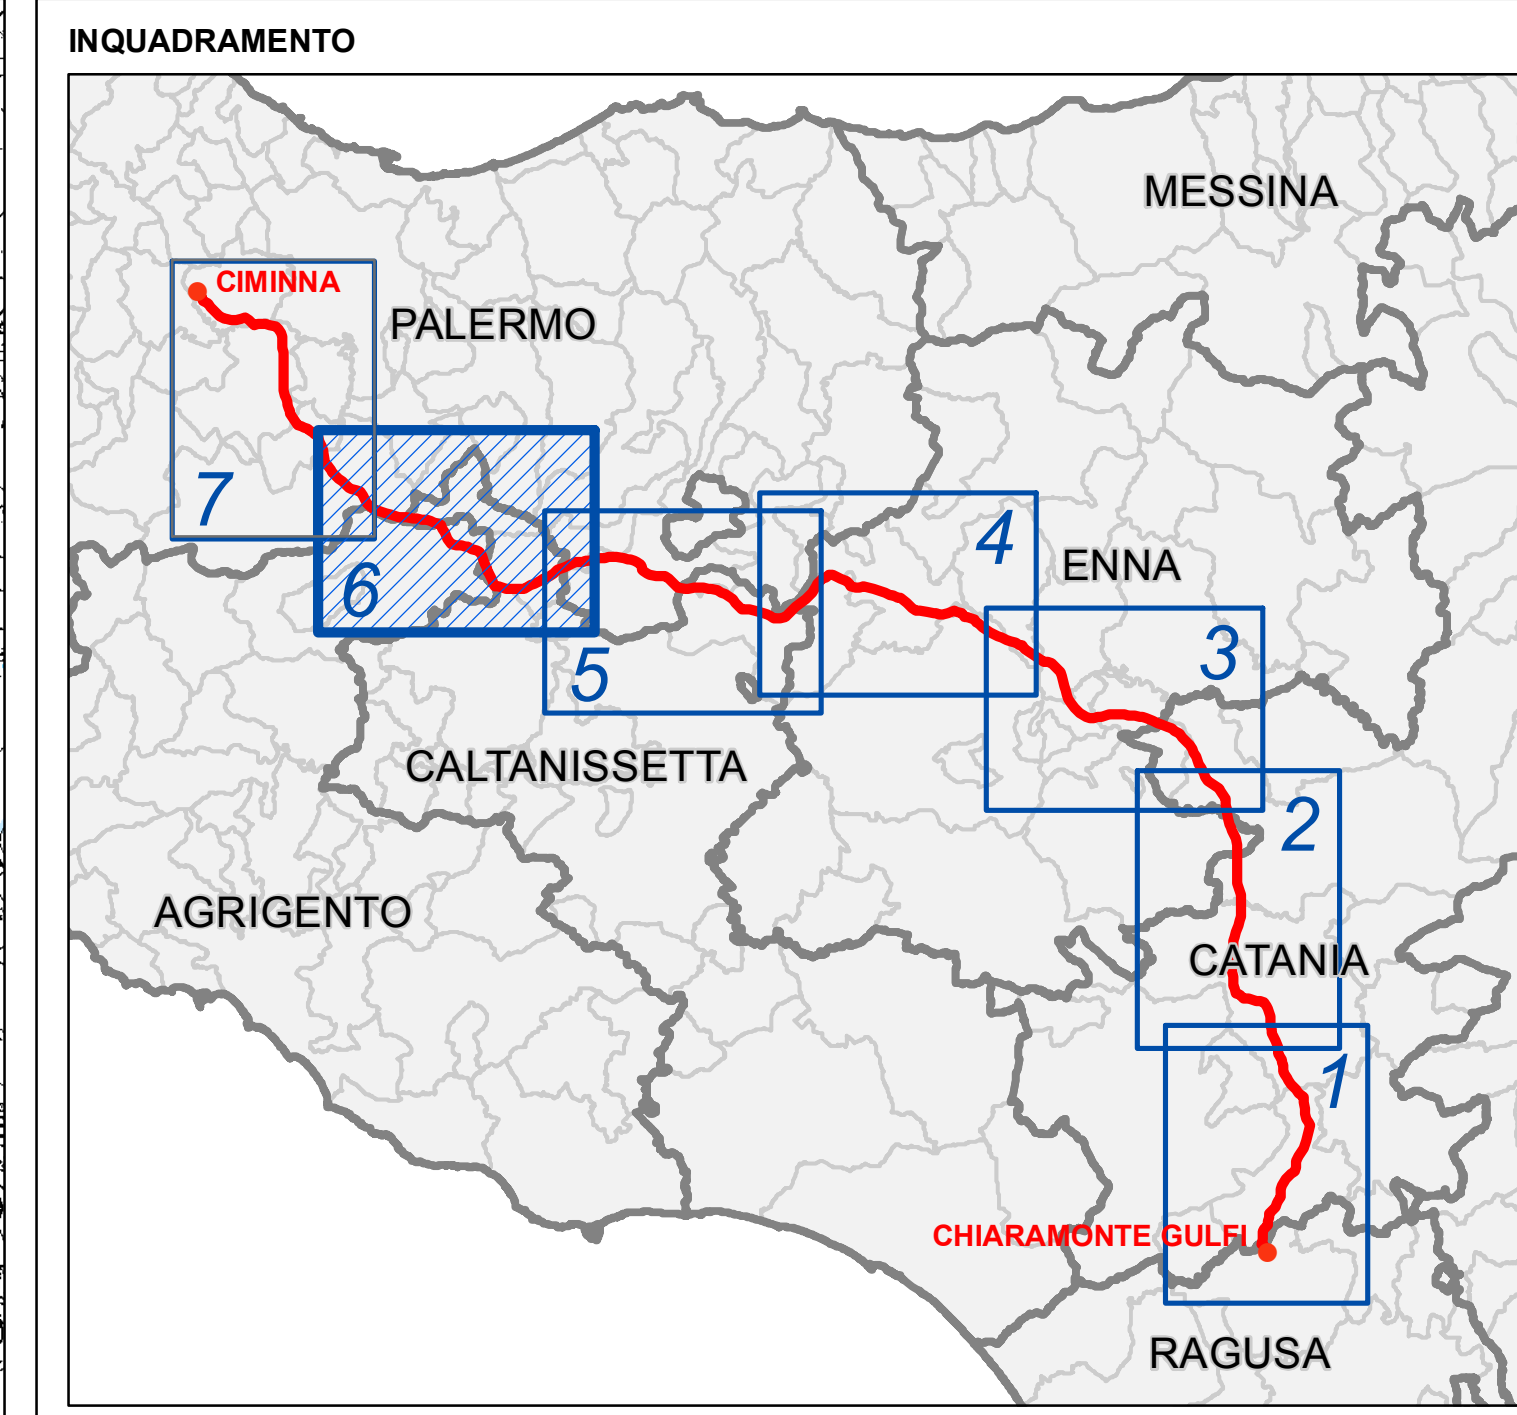 INQUADRAMENTO
MESSINA
CIMINNA
PALERMO
7
4
ENNA
6
3
5
CALTANISSETTA
2
AGRIGENTO
CATANIA
1
CHIARAMONTE GULFI
RAGUSA